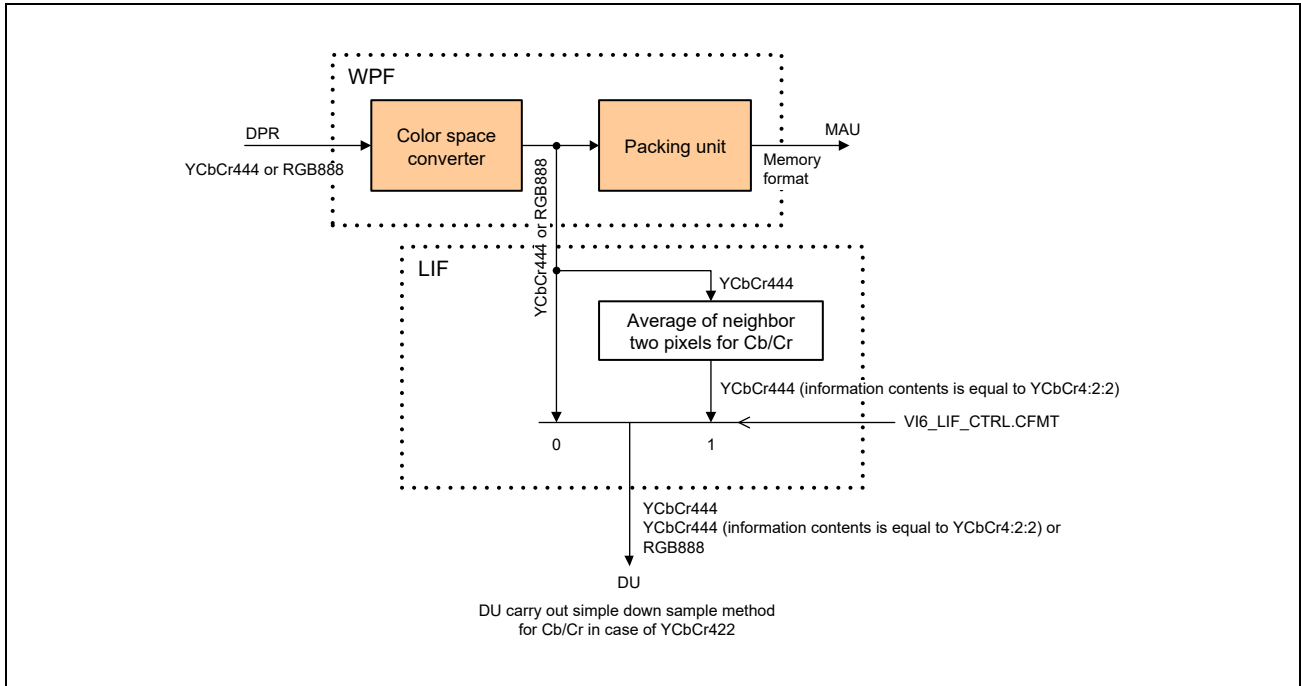 WPF
DPR
YCbCr444 or RGB888
Color space
converter
Packing unit
MAU
Memory
format
YCbCr444 or RGB888
LIF
YCbCr444
Average of neighbor
two pixels for Cb/Cr
YCbCr444 (information contents is equal to YCbCr4:2:2)
VI6_LIF_CTRL.CFMT
0
1
YCbCr444
YCbCr444 (information contents is equal to YCbCr4:2:2) or
RGB888
DU
DU carry out simple down sample method
for Cb/Cr in case of YCbCr422